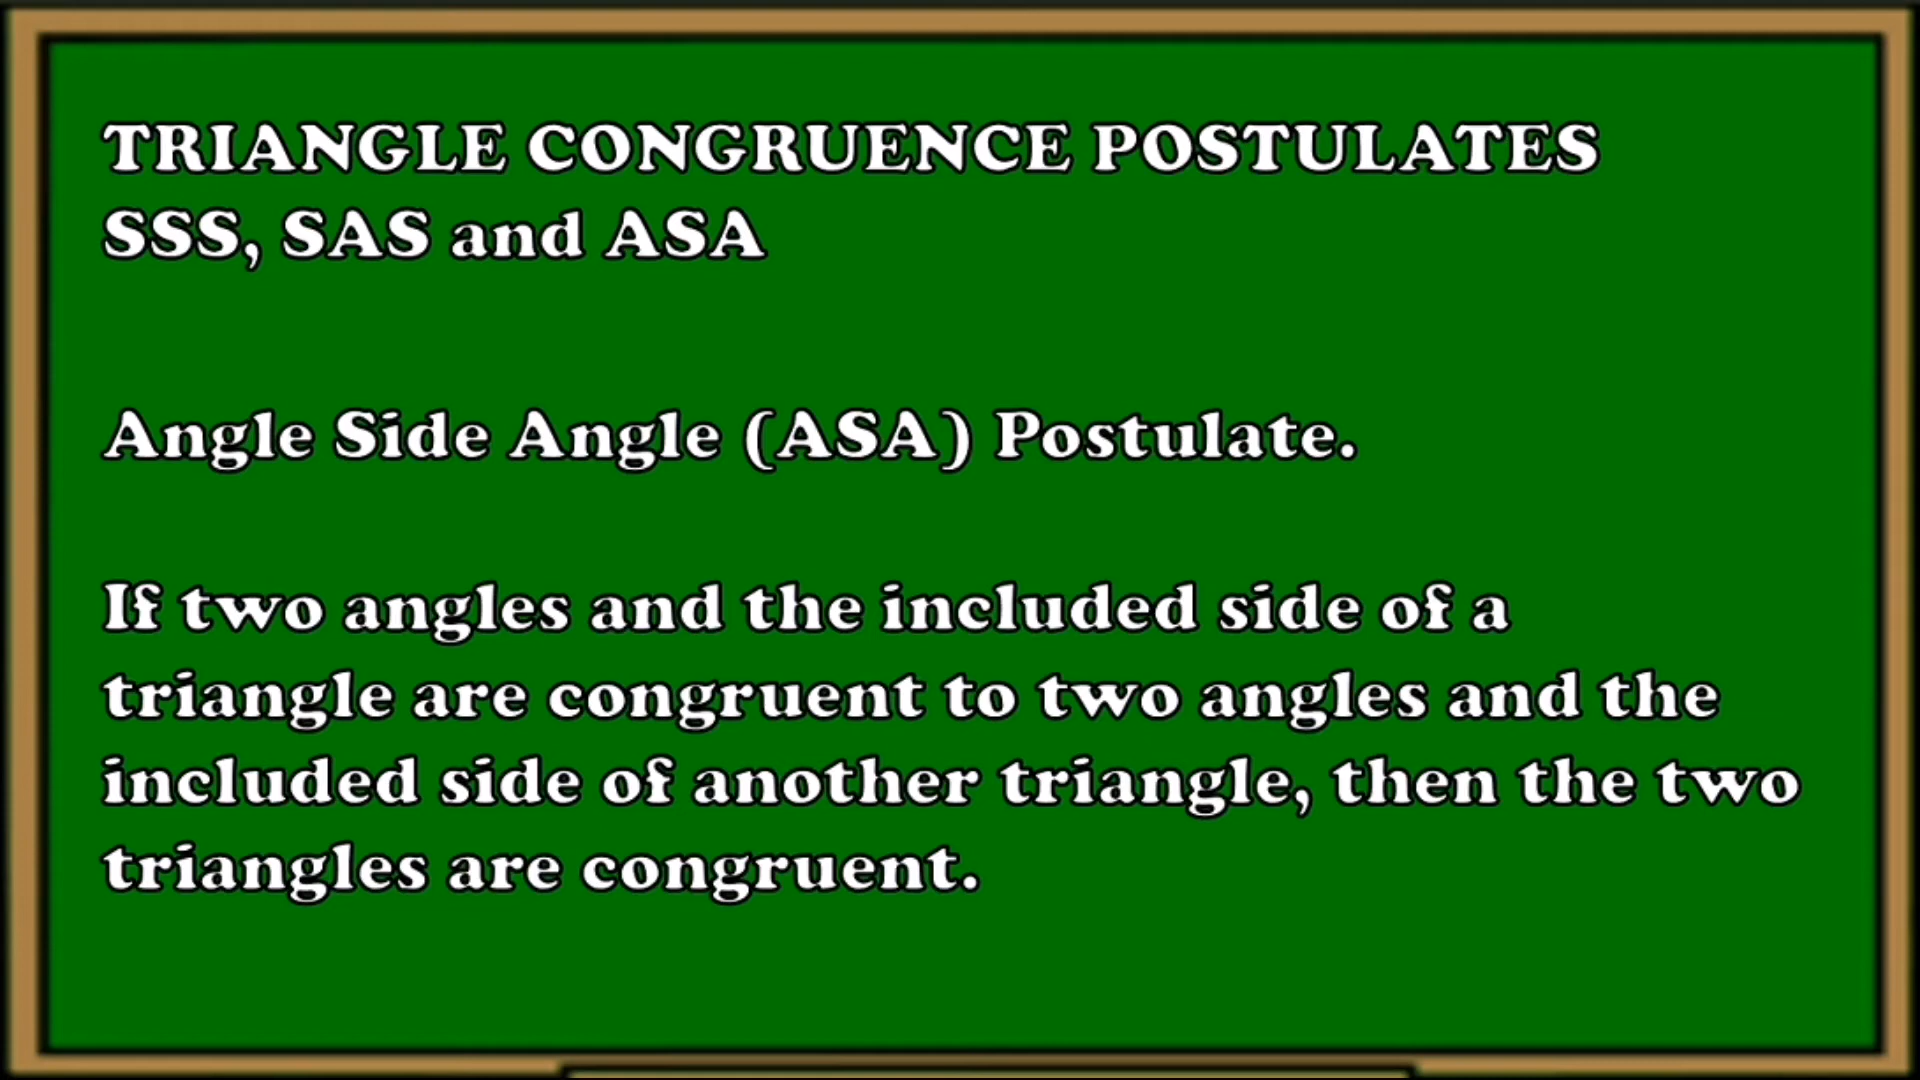 TRIANGLE CONGRUENCE POSTULATES
SSS, SAS and ASA
Angle Side Angle (ASA) Postulate.
If two angles and the included side of a
triangle are congruent to two angles and the
included side of another triangle, then the two
triangles are congruent.